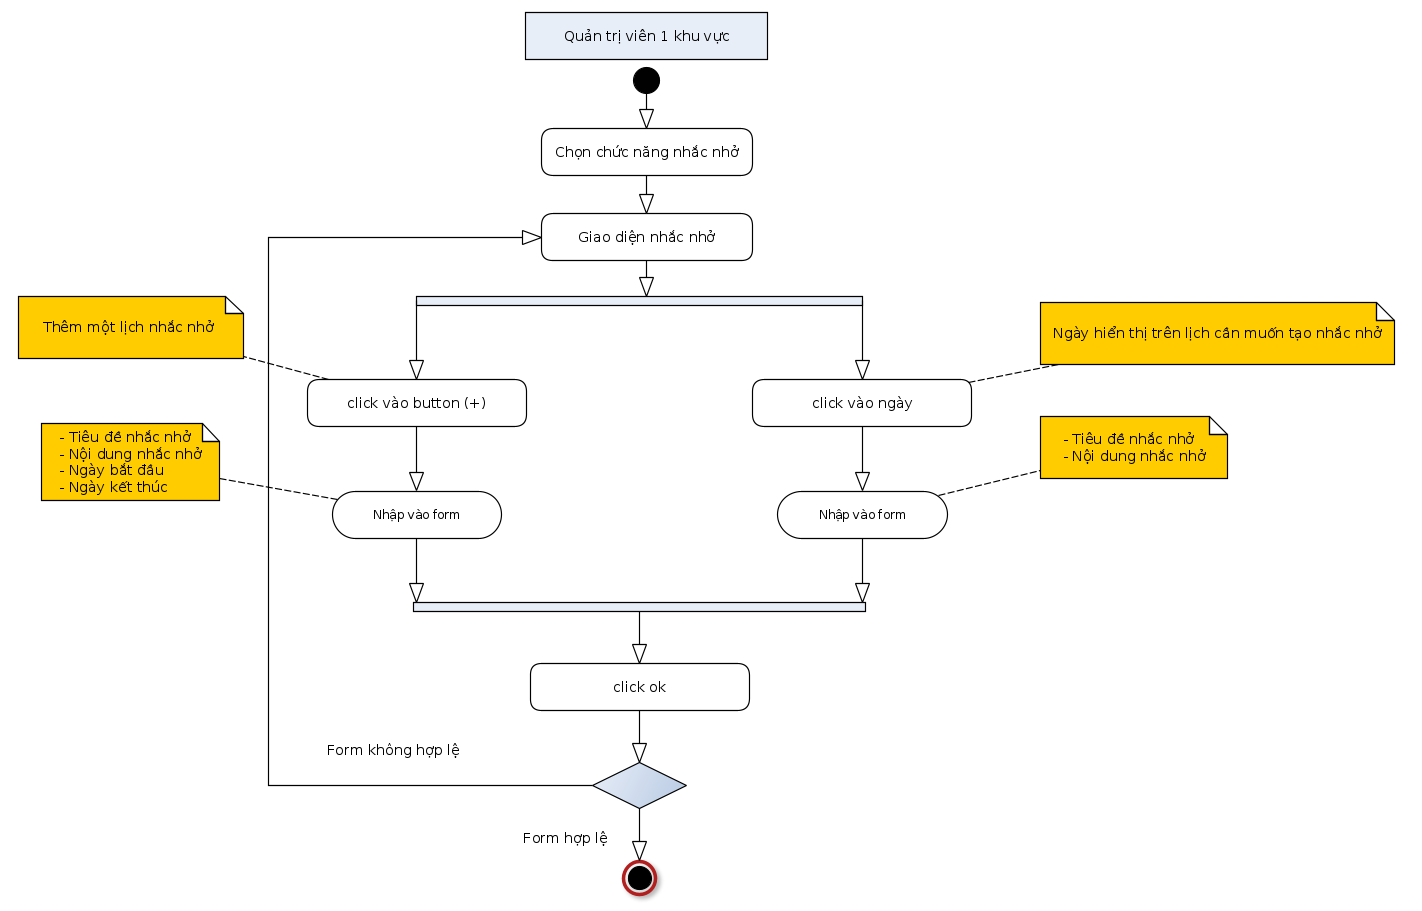 Quản trị viên 1 khu vực
Chọn chức năng nhắc nhở
Giao diện nhắc nhở
Thêm một lịch nhắc nhở
Ngày hiển thị trên lịch cần muốn tạo nhắc nhở
click vào button (+)
click vào ngày
- Tiêu đề nhắc nhở
- Nội dung nhắc nhở
- Ngày bắt đầu
- Ngày kết thúc
- Tiêu đề nhắc nhở
- Nội dung nhắc nhở
Nhập vào form
Nhập vào form
click ok
Form không hợp lệ
Form hợp lệ